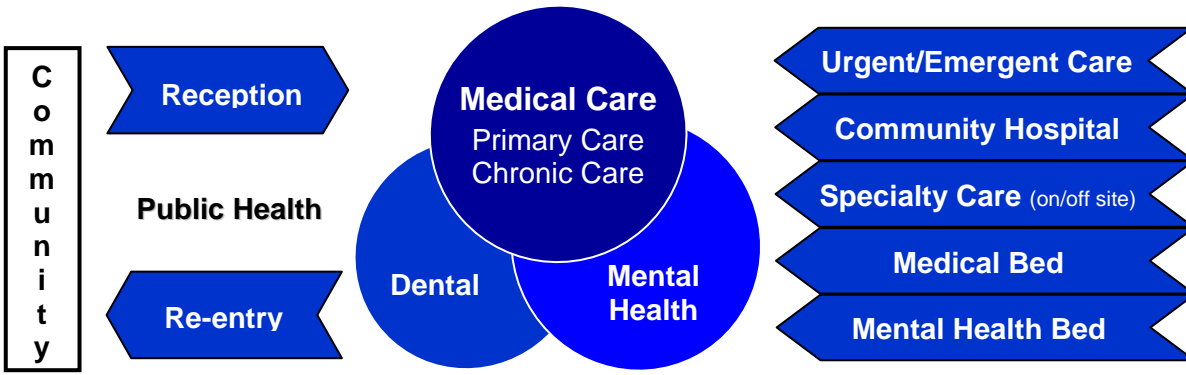 Community
Reception
Public Health
Re-entry
Medical Care
Primary Care
Chronic Care
Dental
Mental
Health
Urgent/Emergent Care
Community Hospital
Specialty Care (on/off site)
Medical Bed
Mental Health Bed